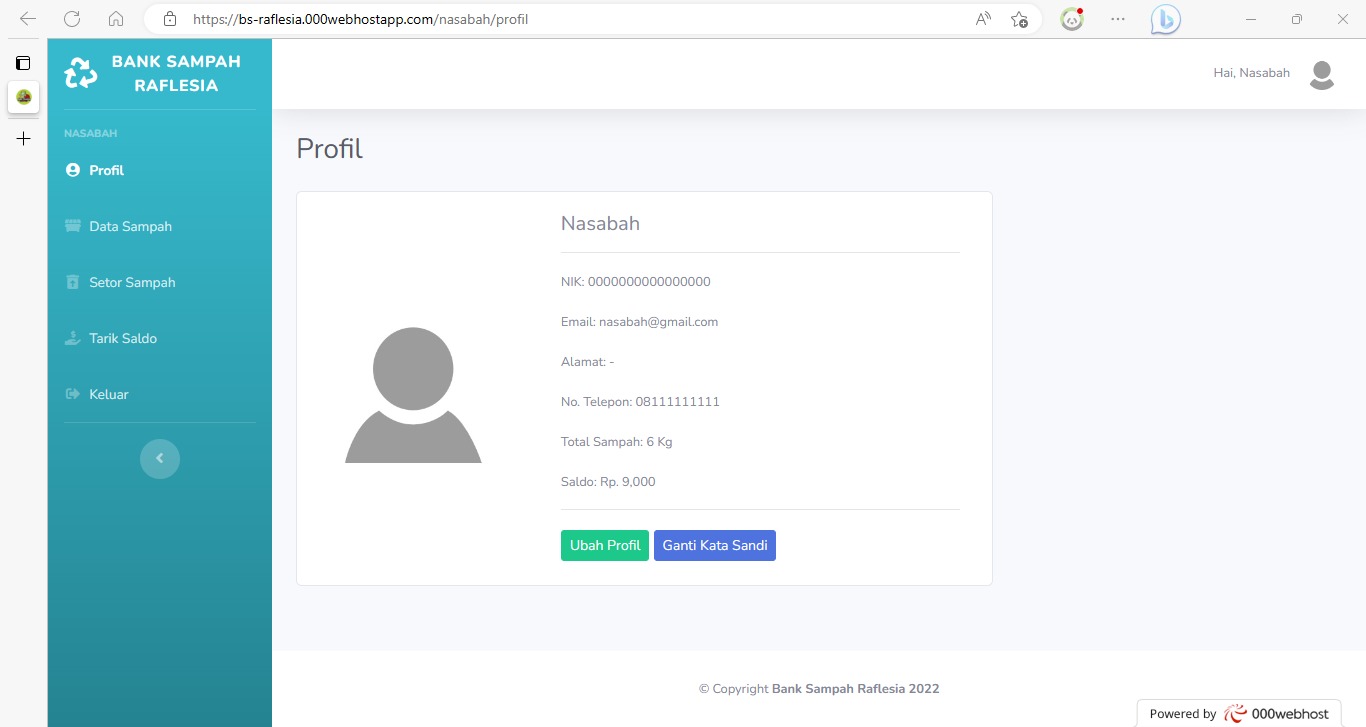 https://bs-raflesia.000webhostapp.com/nasabah/profil
BANK SAMPAH
RAFLESIA
Hai, Nasabah
NASABAH
Profil
Data Sampah
Setor Sampah
Tarik Saldo
Keluar
Profil
Nasabah
NIK: 0000000000000000
Email: nasabah@gmail.com
Alamat: -
No. Telepon: 08111111111
Total Sampah: 6 Kg
Saldo: Rp. 9,000
Ubah Profil Ganti Kata Sandi
© Copyright Bank Sampah Raflesia 2022
Powered by 000webhost